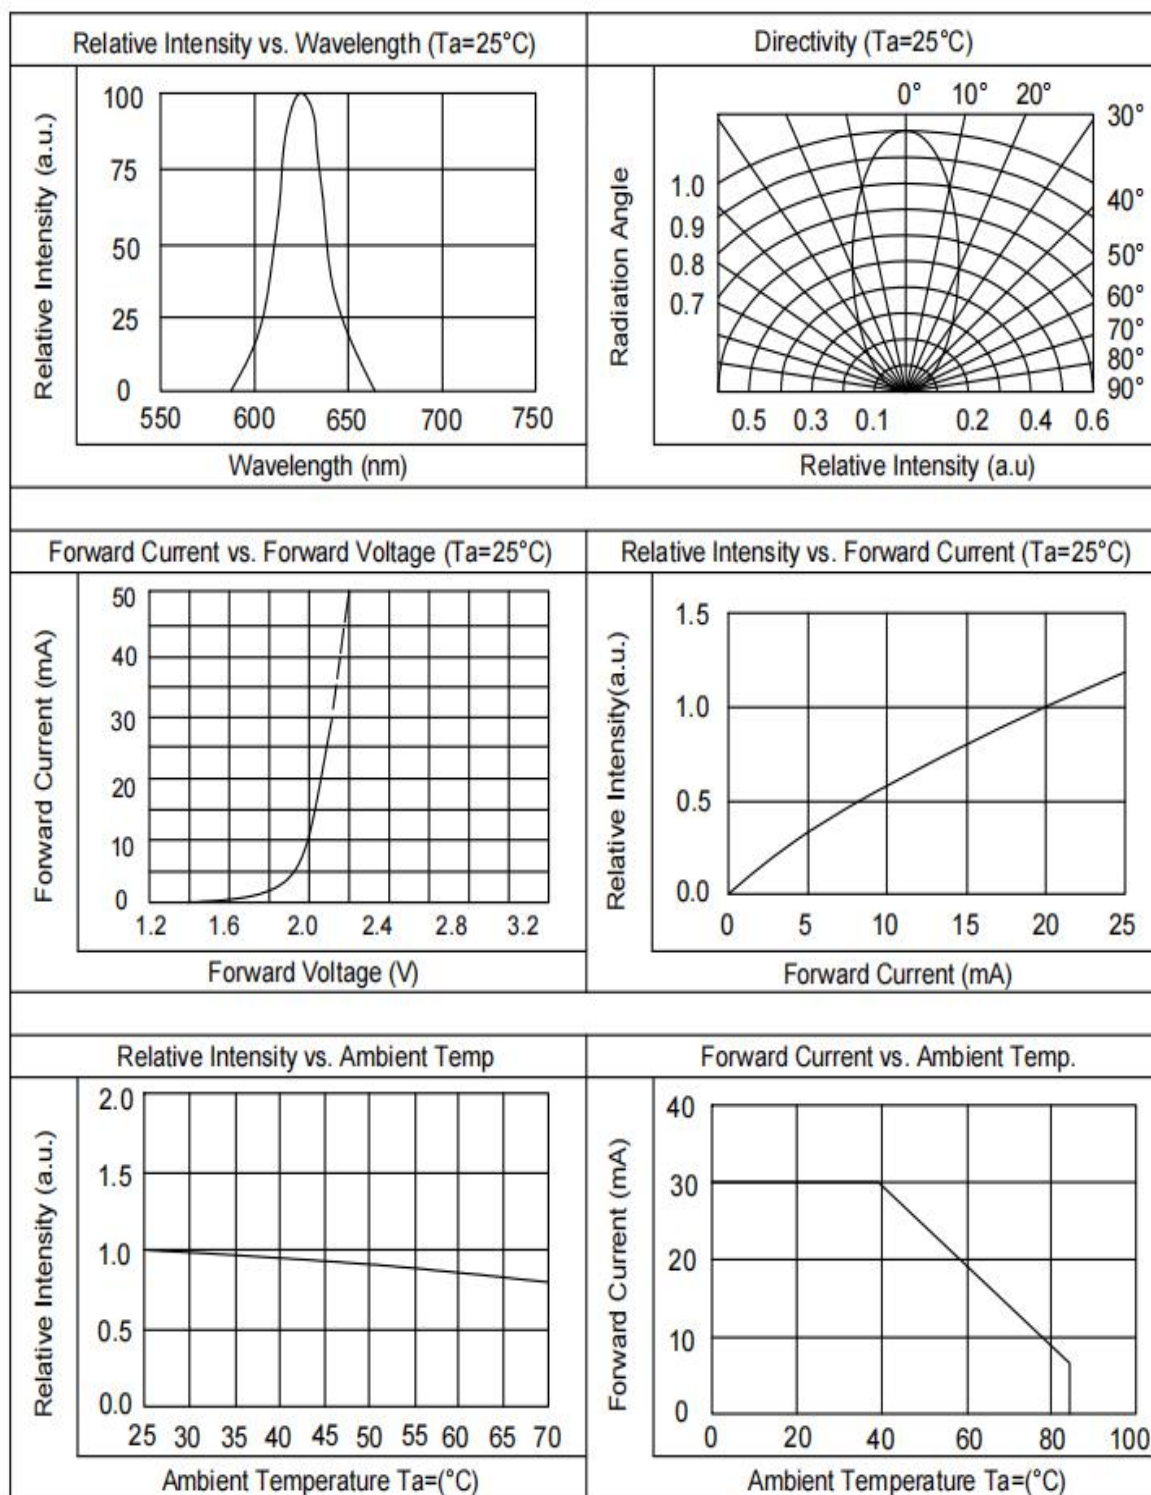 Relative Intensity vs. Wavelength (Ta=25°C)
Relative Intensity (a.u.)
100
75
50
25
0
550 600 650 700 750
Wavelength (nm)
Directivity (Ta=25°C)
Radiation Angle
0° 10° 20°
30°
40°
50°
60°
70°
80°
90°
1.0
0.9
0.8
0.7
0.5 0.3 0.1 0.2 0.4 0.6
Relative Intensity (a.u)
Forward Current vs. Forward Voltage (Ta=25°C)
Forward Current (mA)
50
40
30
20
10
0
1.2 1.6 2.0 2.4 2.8 3.2
Forward Voltage (V)
Relative Intensity vs. Forward Current (Ta=25°C)
Relative Intensity(a.u.)
1.5
1.0
0.5
0.0
0 5 10 15 20 25
Forward Current (mA)
Relative Intensity vs. Ambient Temp
Relative Intensity (a.u.)
2.0
1.5
1.0
0.5
0.0
25 30 35 40 45 50 55 60 65 70
Ambient Temperature Ta=(°C)
Forward Current vs. Ambient Temp.
Forward Current (mA)
40
30
20
10
0
0 20 40 60 80 100
Ambient Temperature Ta=(°C)